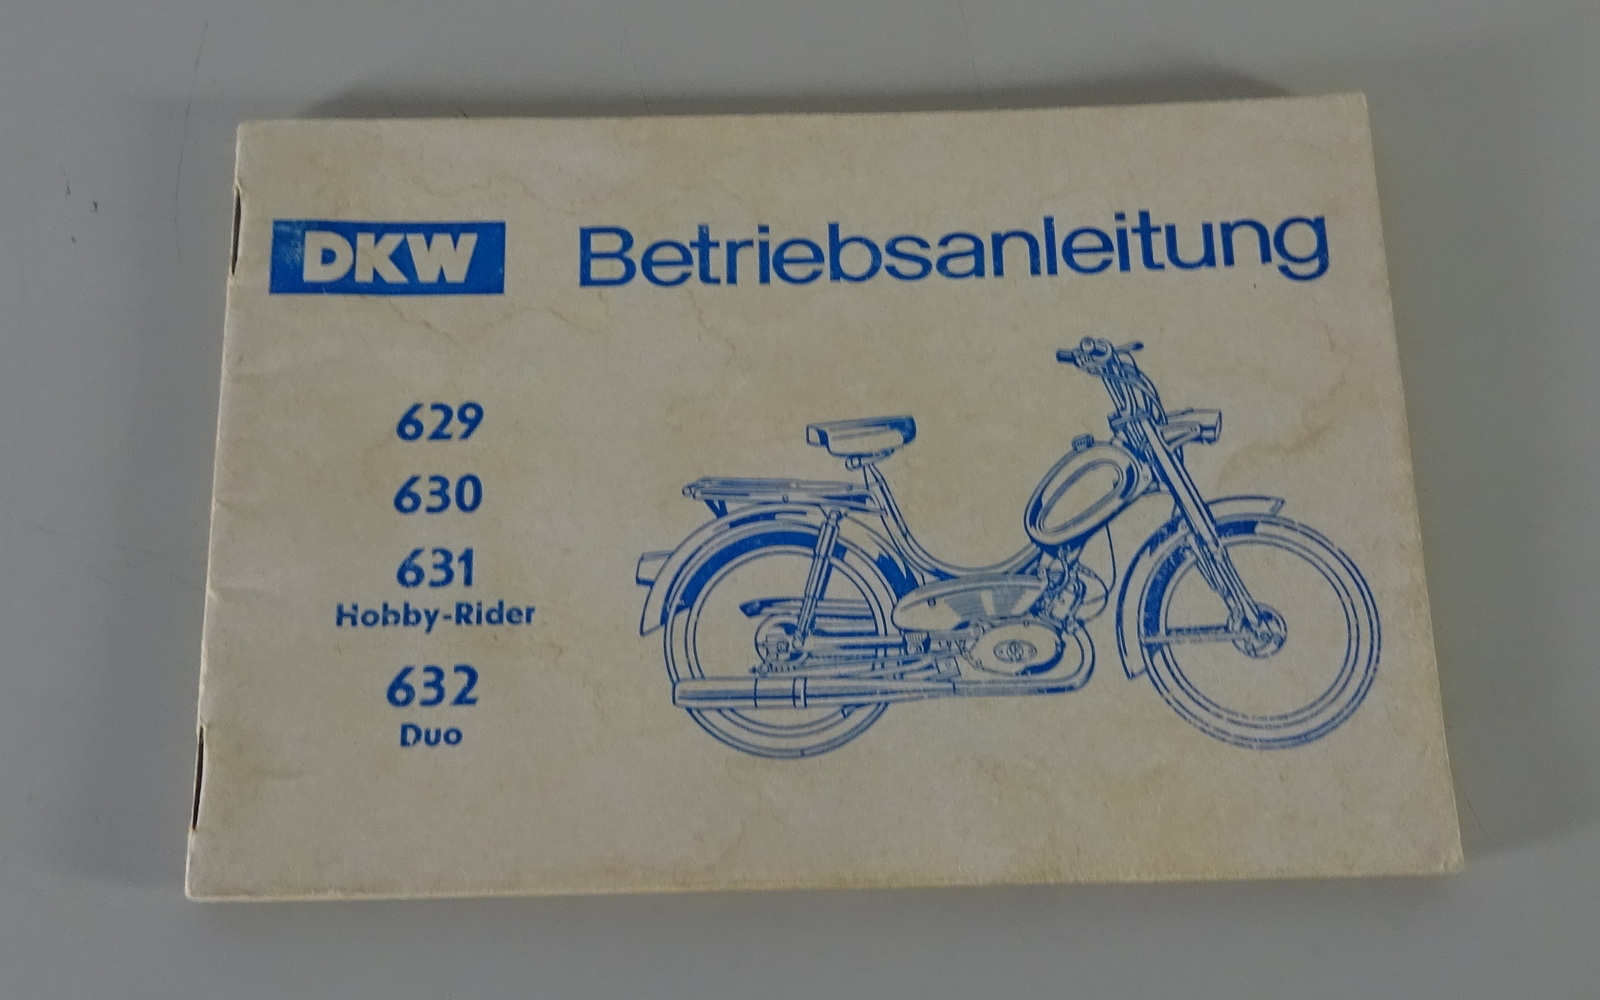 DKW Betriebsanleitung
629
630
631
Hobby-Rider
632
Duo